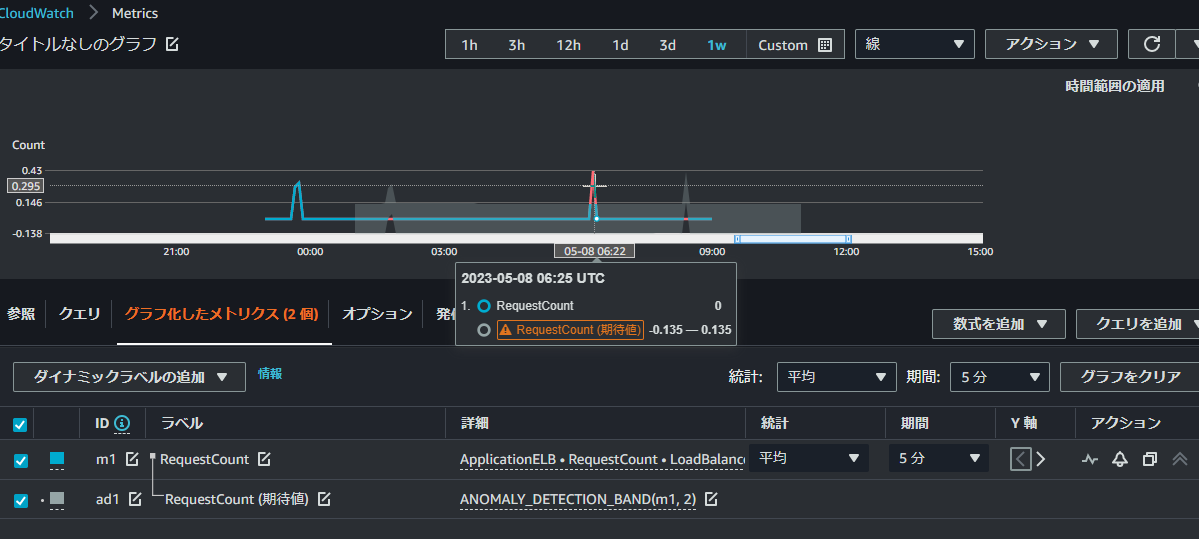 CloudWatch > Metrics
タイトルなしのグラフ
1h 3h 12h 1d 3d 1w Custom 線 アクション
時間範囲の適用
Count
0.43
0.295
0.146
-0.138
21:00 00:00 03:00 05-08 06:22 09:00 12:00 15:00
2023-05-08 06:25 UTC
1. RequestCount 0
RequestCount (期待値) -0.135 — 0.135
参照 クエリ グラフ化したメトリクス (2 個) オプション 発 数式を追加 クエリを追加
ダイナミックラベルの追加 情報 統計: 平均 期間: 5 分 グラフをクリア
ID ラベル 詳細 統計 期間 Y 軸 アクション
m1 RequestCount ApplicationELB • RequestCount • LoadBalanc 平均 5 分
ad1 RequestCount (期待値) ANOMALY_DETECTION_BAND(m1, 2)